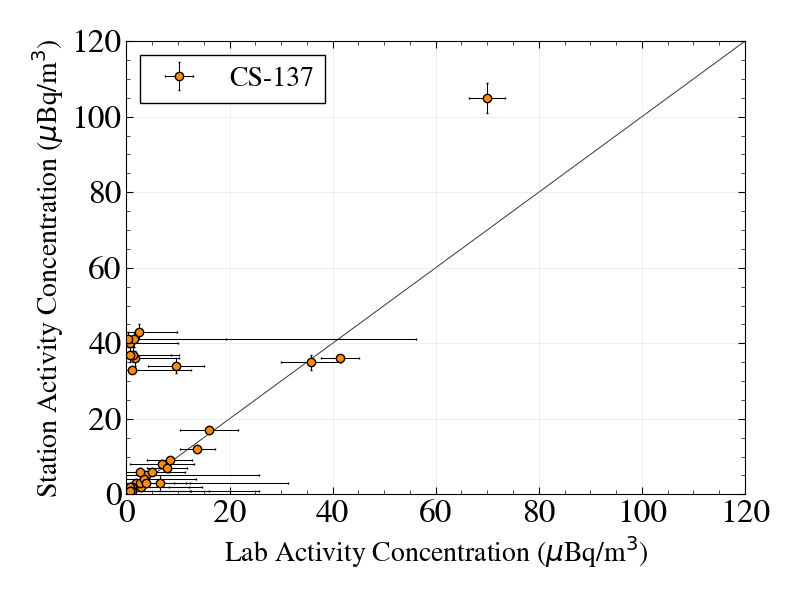 120
100
80
60
40
20
0
CS-137
Station Activity Concentration (μBq/m³)
0 20 40 60 80 100 120
Lab Activity Concentration (μBq/m³)